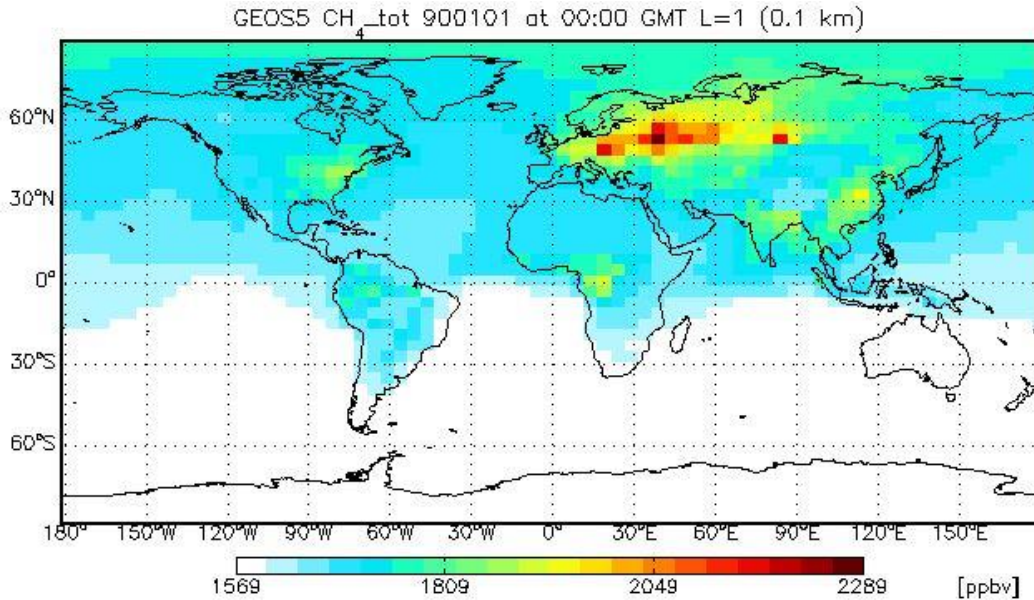 GEOS5 CH4_tot 900101 at 00:00 GMT L=1 (0.1 km)
60°N
30°N
0°
30°S
60°S
180° 150°W 120°W 90°W 60°W 30°W 0° 30°E 60°E 90°E 120°E 150°E
1569 1809 2049 2289 [ppbv]